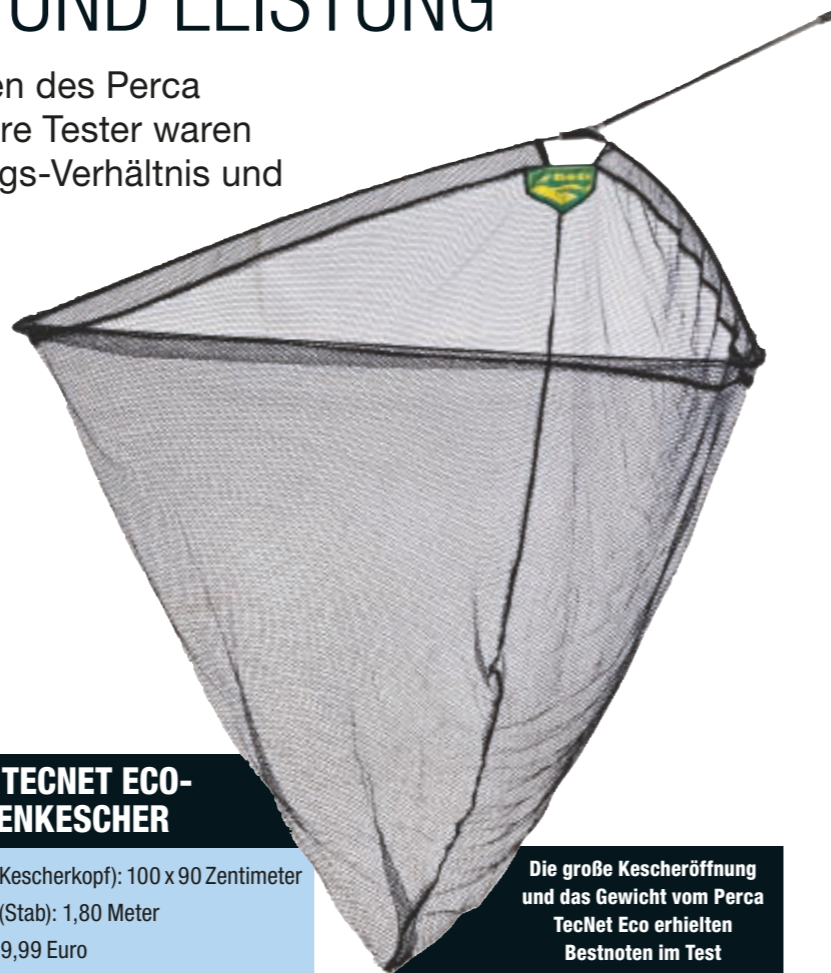 UND LEISTUNG
en des Perca
re Tester waren
gs-Verhältnis und
TECNET ECO-
ENKESCHER
Kescherkopf): 100 x 90 Zentimeter
(Stab): 1,80 Meter
9,99 Euro
Die große Kescheröffnung
und das Gewicht vom Perca
TecNet Eco erhielten
Bestnoten im Test